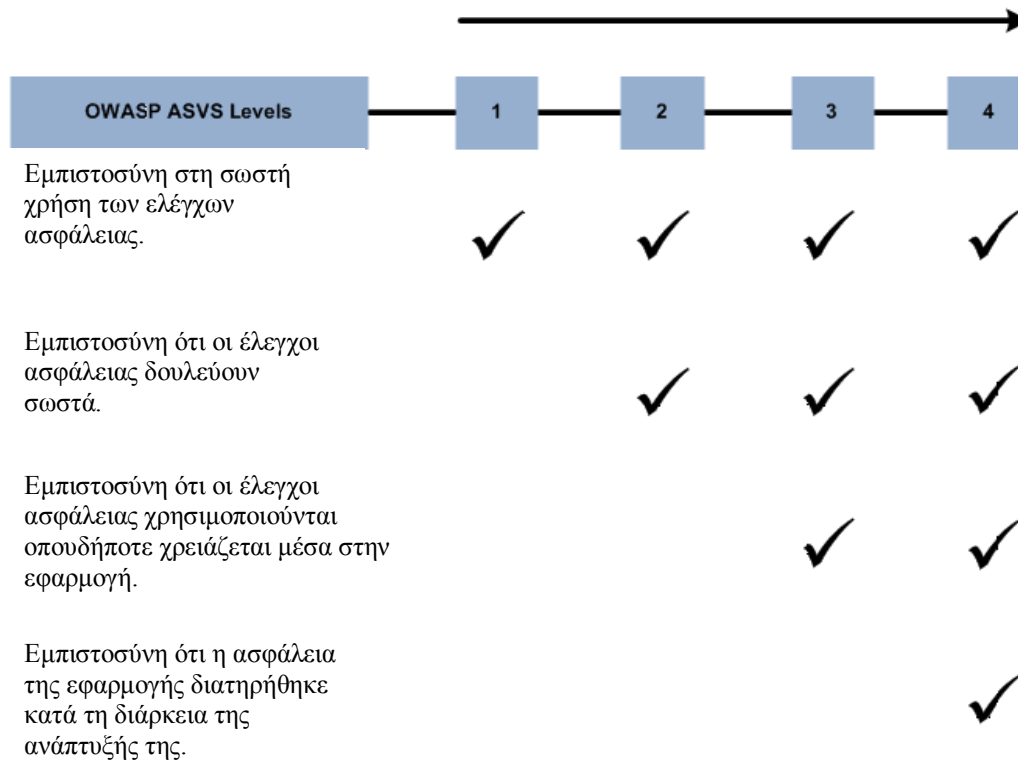 OWASP ASVS Levels 1 2 3 4
Εμπιστοσύνη στη σωστή
χρήση των ελέγχων
ασφάλειας.
Εμπιστοσύνη ότι οι έλεγχοι
ασφάλειας δουλεύουν
σωστά.
Εμπιστοσύνη ότι οι έλεγχοι
ασφάλειας χρησιμοποιούνται
οπουδήποτε χρειάζεται μέσα στην
εφαρμογή.
Εμπιστοσύνη ότι η ασφάλεια
της εφαρμογής διατηρήθηκε
κατά τη διάρκεια της
ανάπτυξής της.